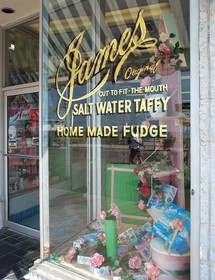 James
Original
CUT·TO·FIT·THE·MOUTH
SALT WATER TAFFY
HOME MADE FUDGE